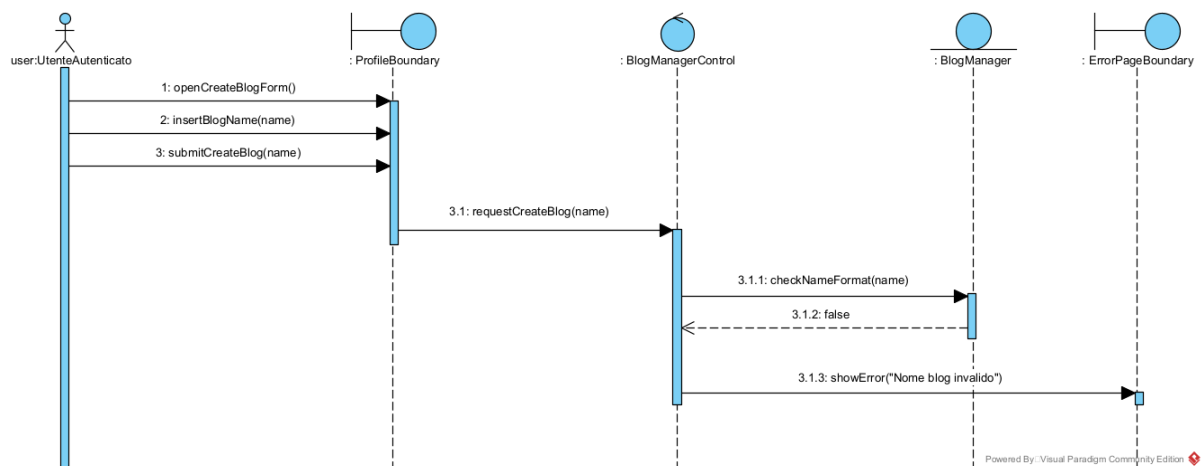 user:UtenteAutenticato
: ProfileBoundary
: BlogManagerControl
: BlogManager
: ErrorPageBoundary
1: openCreateBlogForm()
2: insertBlogName(name)
3: submitCreateBlog(name)
3.1: requestCreateBlog(name)
3.1.1: checkNameFormat(name)
3.1.2: false
3.1.3: showError("Nome blog invalido")
Powered By Visual Paradigm Community Edition